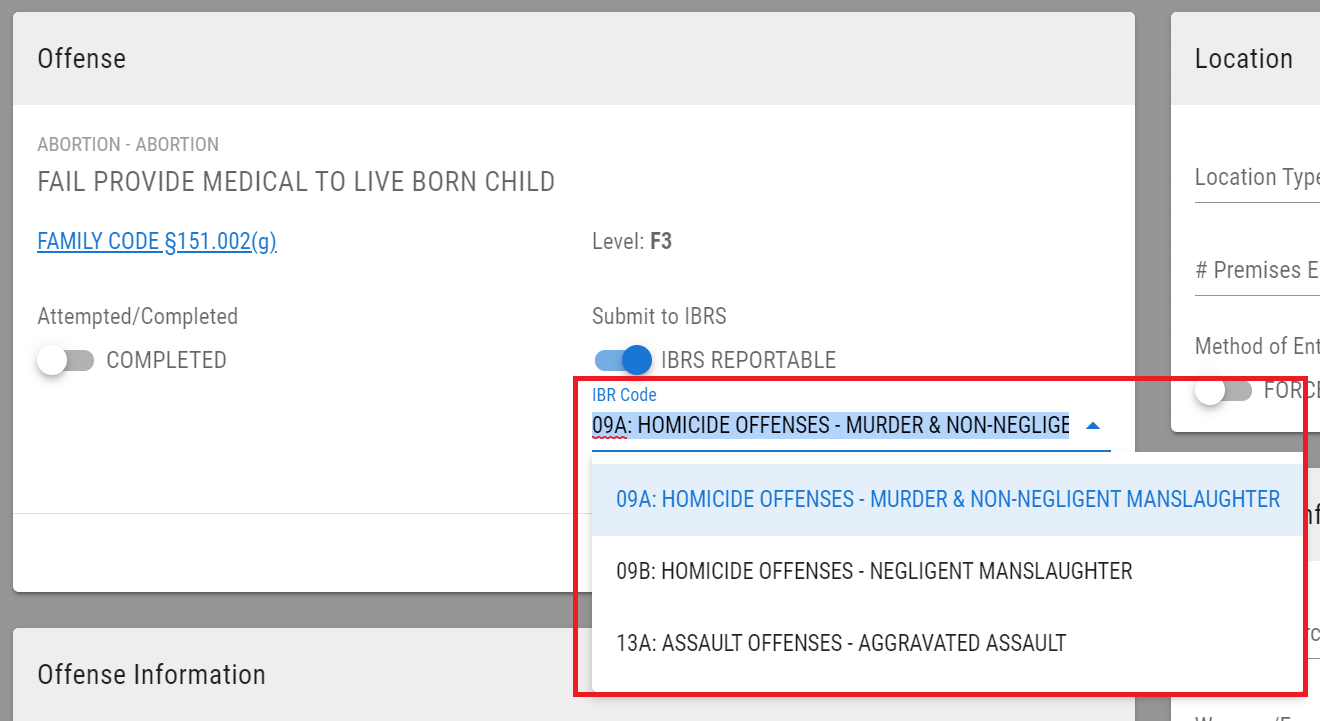 Offense
ABORTION - ABORTION
FAIL PROVIDE MEDICAL TO LIVE BORN CHILD
FAMILY CODE §151.002(g)
Level: F3
Attempted/Completed
COMPLETED
Submit to IBRS
IBRS REPORTABLE
IBR Code
09A: HOMICIDE OFFENSES - MURDER & NON-NEGLIGE
09A: HOMICIDE OFFENSES - MURDER & NON-NEGLIGENT MANSLAUGHTER
09B: HOMICIDE OFFENSES - NEGLIGENT MANSLAUGHTER
13A: ASSAULT OFFENSES - AGGRAVATED ASSAULT
Offense Information
Location
Location Type
# Premises E
Method of Ent
FORCE